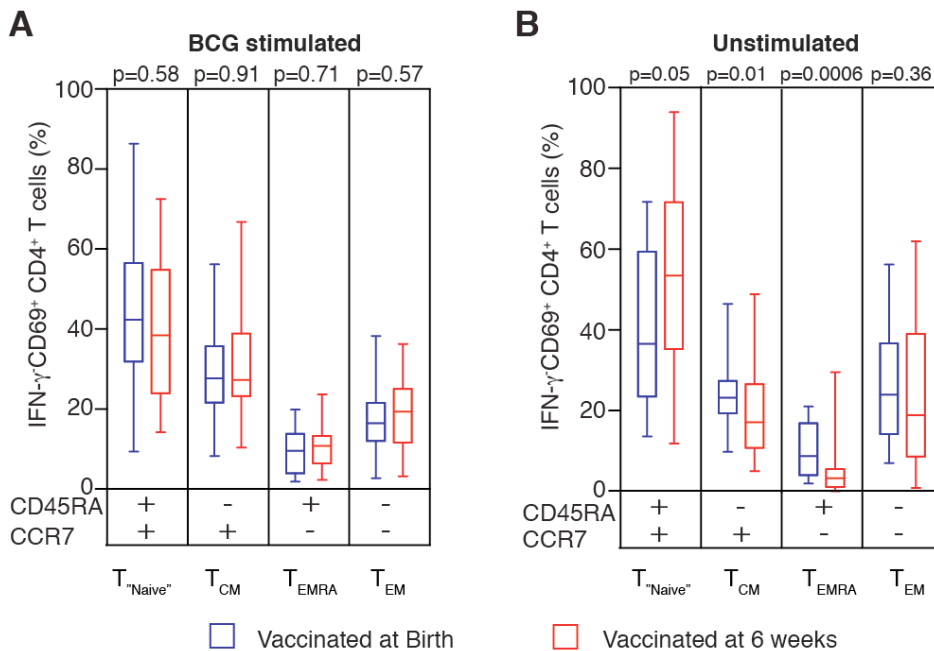 A
BCG stimulated
p=0.58 p=0.91 p=0.71 p=0.57
IFN-γ-CD69+ CD4+ T cells (%)
100
80
60
40
20
0
CD45RA + - + -
CCR7 + + - -
T"Naive" TCM TEMRA TEM
B
Unstimulated
p=0.05 p=0.01 p=0.0006 p=0.36
IFN-γ-CD69+ CD4+ T cells (%)
100
80
60
40
20
0
CD45RA + - + -
CCR7 + + - -
T"Naive" TCM TEMRA TEM
Vaccinated at Birth Vaccinated at 6 weeks